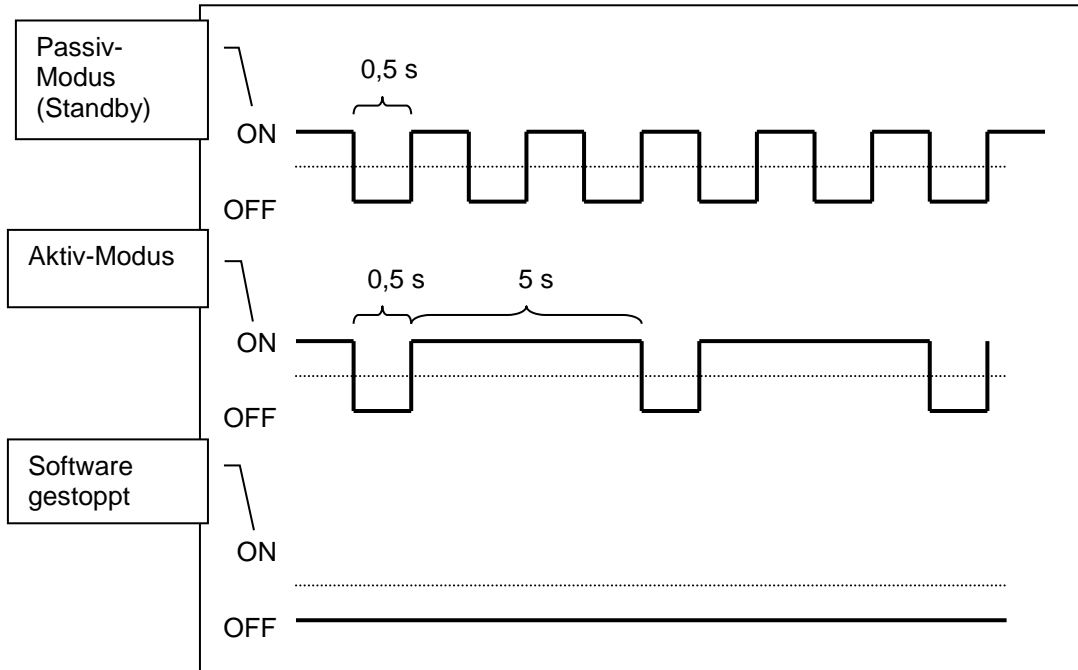 Passiv-
Modus
(Standby)
0,5 s
ON
OFF
Aktiv-Modus
0,5 s
5 s
ON
OFF
Software
gestoppt
ON
OFF